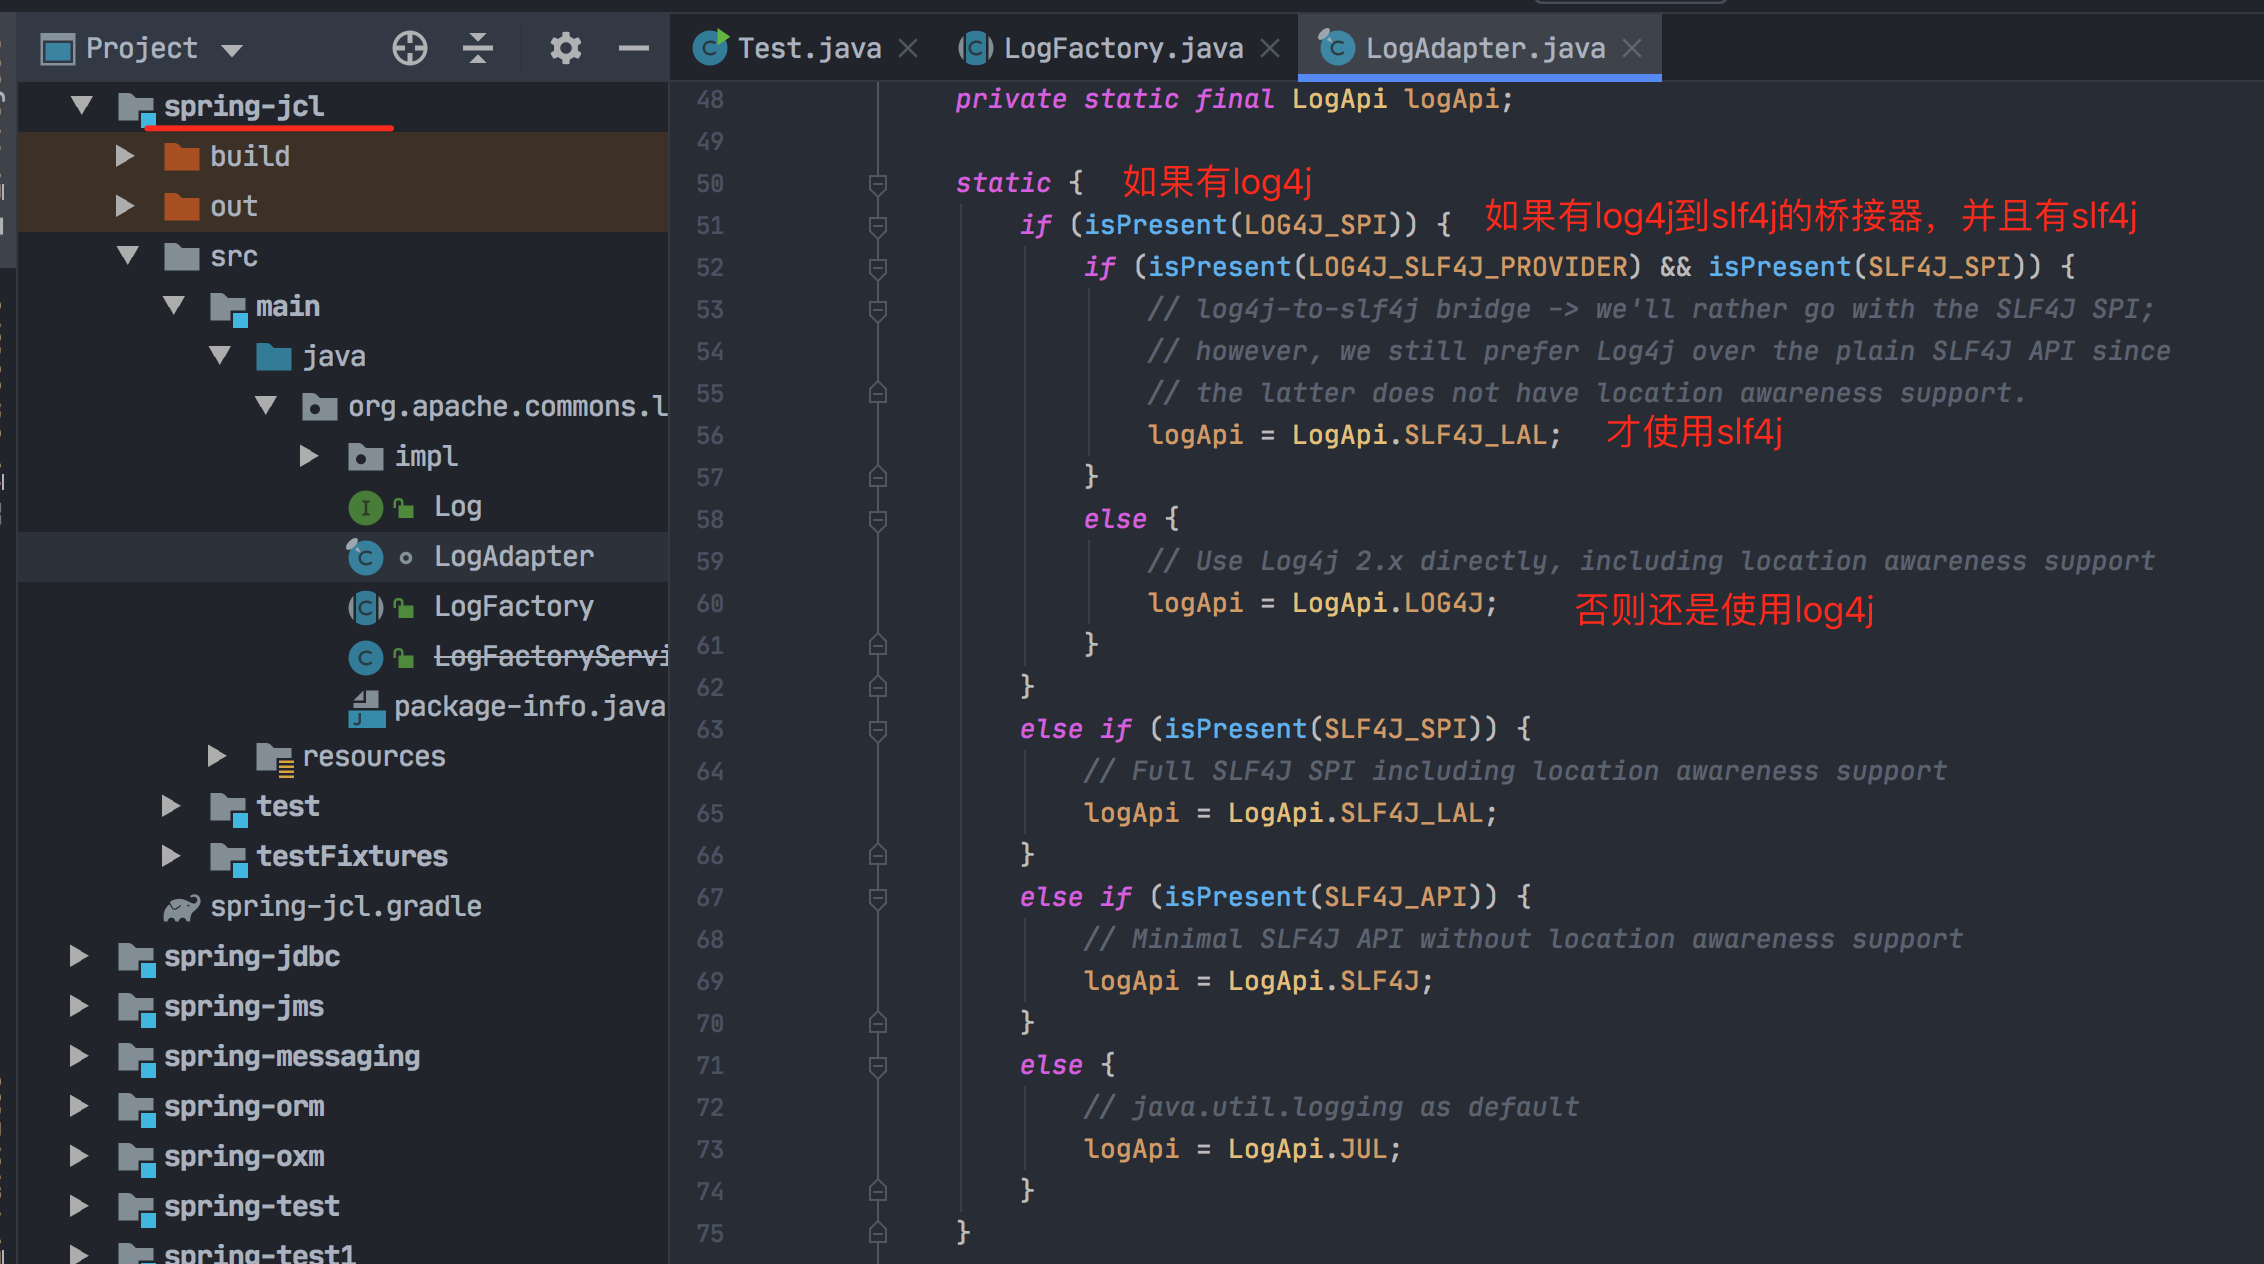 Project
Test.java
LogFactory.java
LogAdapter.java
spring-jcl
build
out
src
main
java
org.apache.commons.l
impl
Log
LogAdapter
LogFactory
LogFactoryServi
package-info.java
resources
test
testFixtures
spring-jcl.gradle
spring-jdbc
spring-jms
spring-messaging
spring-orm
spring-oxm
spring-test
spring-test1
48 private static final LogApi logApi;
49
50 static { 如果有log4j
51 if (isPresent(LOG4J_SPI)) { 如果有log4j到slf4j的桥接器，并且有slf4j
52 if (isPresent(LOG4J_SLF4J_PROVIDER) && isPresent(SLF4J_SPI)) {
53 // log4j-to-slf4j bridge -> we'll rather go with the SLF4J SPI;
54 // however, we still prefer Log4j over the plain SLF4J API since
55 // the latter does not have location awareness support.
56 logApi = LogApi.SLF4J_LAL; 才使用slf4j
57 }
58 else {
59 // Use Log4j 2.x directly, including location awareness support
60 logApi = LogApi.LOG4J; 否则还是使用log4j
61 }
62 }
63 else if (isPresent(SLF4J_SPI)) {
64 // Full SLF4J SPI including location awareness support
65 logApi = LogApi.SLF4J_LAL;
66 }
67 else if (isPresent(SLF4J_API)) {
68 // Minimal SLF4J API without location awareness support
69 logApi = LogApi.SLF4J;
70 }
71 else {
72 // java.util.logging as default
73 logApi = LogApi.JUL;
74 }
75 }